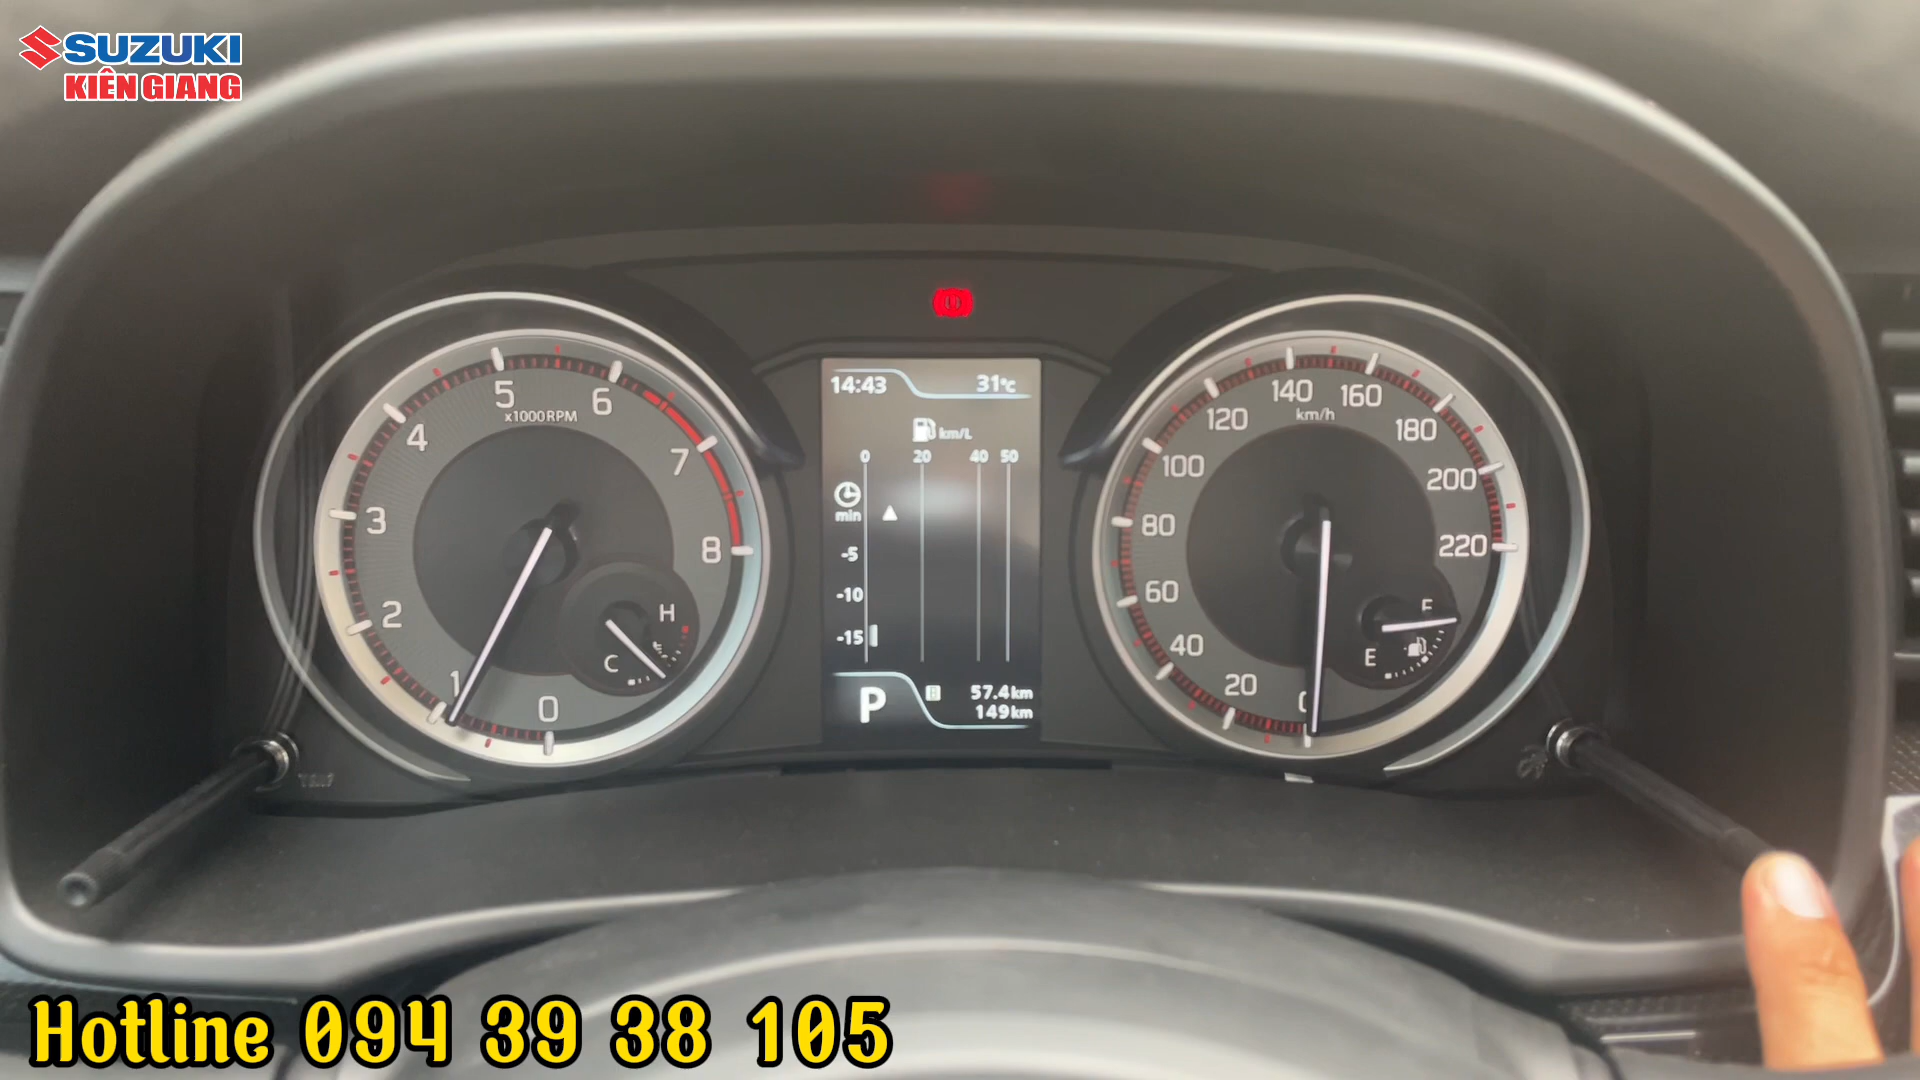 SUZUKI
KIÊN GIANG
14:43 31°C
km/L
0 20 40 50
min
-5
-10
-15
P B 57.4km
149km
0 1 2 3 4 5 6 7 8
x1000RPM
C H
0 20 40 60 80 100 120 140 160 180 200 220
km/h
E F
Hotline 094 39 38 105